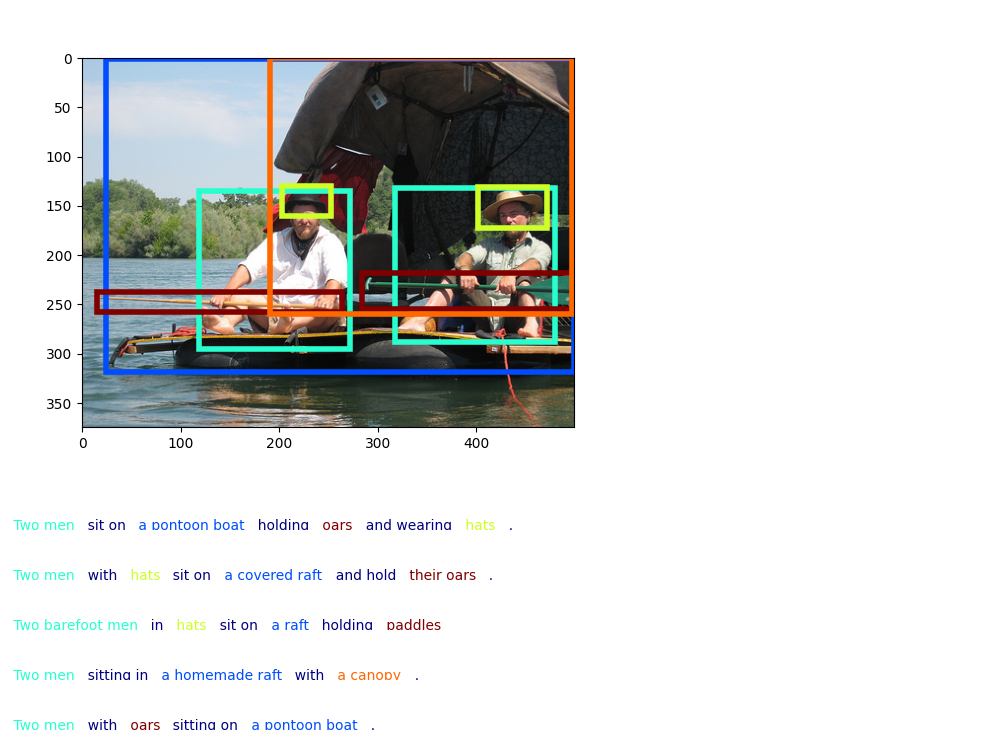 0
50
100
150
200
250
300
350
0 100 200 300 400
Two men sit on a pontoon boat holding oars and wearing hats .
Two men with hats sit on a covered raft and hold their oars .
Two barefoot men in hats sit on a raft holding paddles
Two men sitting in a homemade raft with a canopy .
Two men with oars sitting on a pontoon boat .